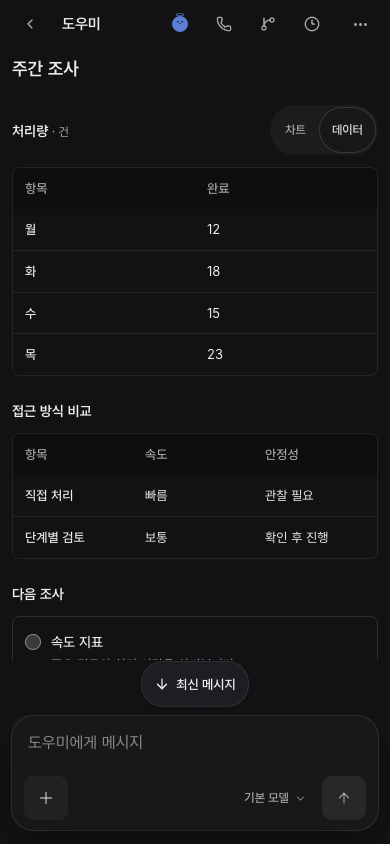 도우미
주간 조사
처리량 · 건
차트 데이터
항목 완료
월 12
화 18
수 15
목 23
접근 방식 비교
항목 속도 안정성
직접 처리 빠름 관찰 필요
단계별 검토 보통 확인 후 진행
다음 조사
속도 지표
최신 메시지
도우미에게 메시지
기본 모델